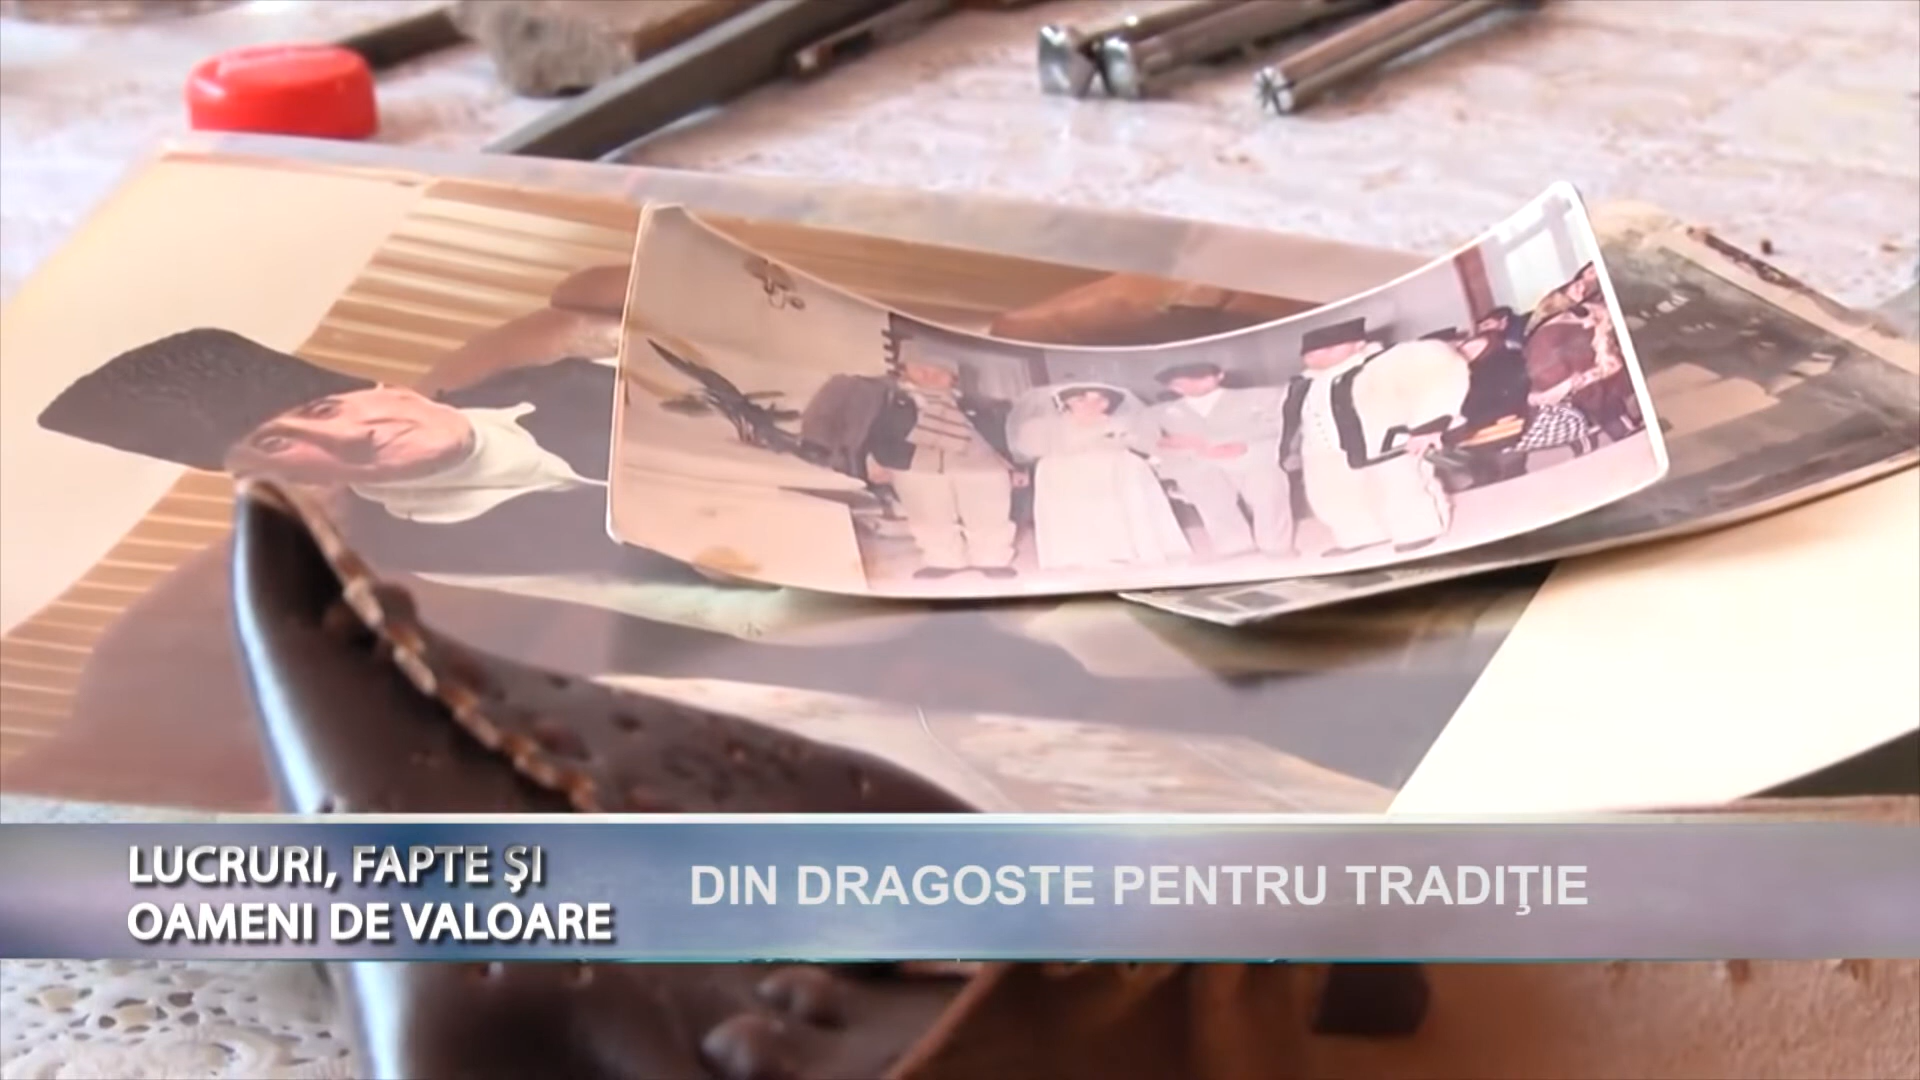 LUCRURI, FAPTE ŞI
OAMENI DE VALOARE
DIN DRAGOSTE PENTRU TRADIŢIE